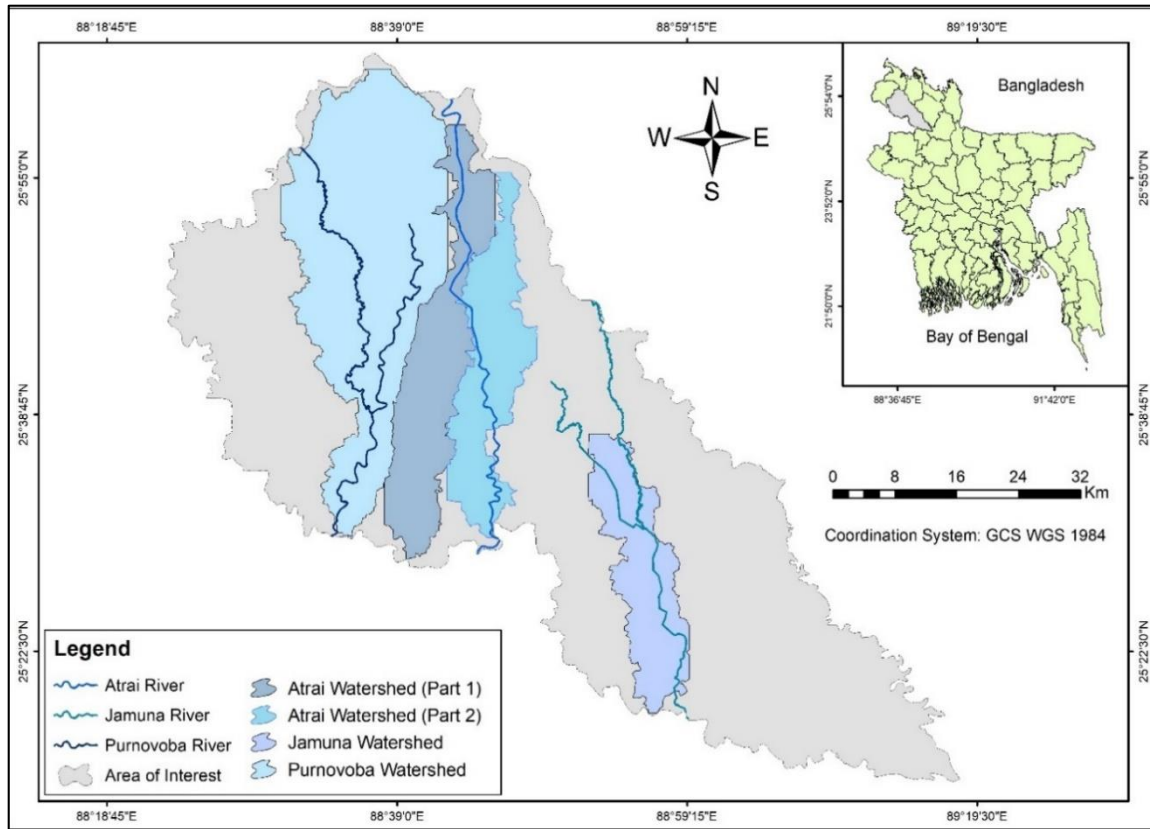 88°18'45"E 88°39'0"E 88°59'15"E 89°19'30"E
25°55'0"N
25°38'45"N
25°22'30"N
N
W E
S
Bangladesh
25°54'0"N
23°52'0"N
21°50'0"N
Bay of Bengal
88°36'45"E 91°42'0"E
25°55'0"N
25°38'45"N
25°22'30"N
0 4 8 16 24 32
Km
Coordination System: GCS WGS 1984
Legend
Atrai River
Jamuna River
Purnovoba River
Area of Interest
Atrai Watershed (Part 1)
Atrai Watershed (Part 2)
Jamuna Watershed
Purnovoba Watershed
88°18'45"E 88°39'0"E 88°59'15"E 89°19'30"E